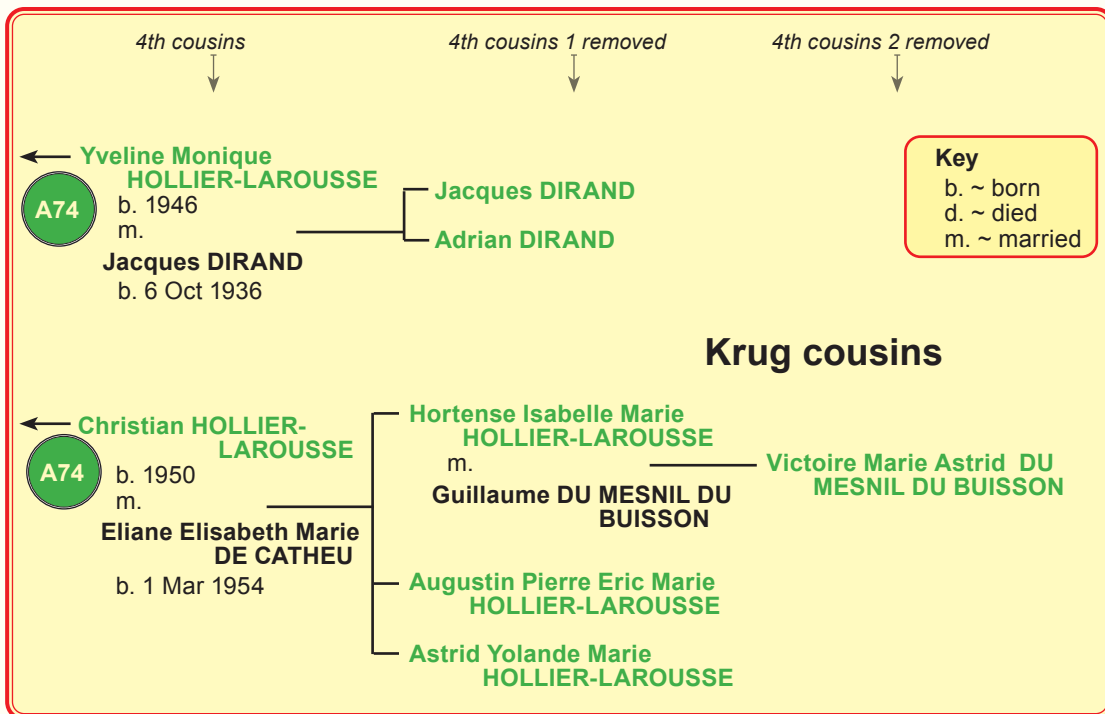 4th cousins
4th cousins 1 removed
4th cousins 2 removed
Yveline Monique
HOLLIER-LAROUSSE
A74
b. 1946
m.
Jacques DIRAND
b. 6 Oct 1936
Jacques DIRAND
Adrian DIRAND
Key
b. ~ born
d. ~ died
m. ~ married
Krug cousins
Christian HOLLIER-
LAROUSSE
A74
b. 1950
m.
Eliane Elisabeth Marie
DE CATHEU
b. 1 Mar 1954
Hortense Isabelle Marie
HOLLIER-LAROUSSE
m.
Guillaume DU MESNIL DU
BUISSON
Victoire Marie Astrid DU
MESNIL DU BUISSON
Augustin Pierre Eric Marie
HOLLIER-LAROUSSE
Astrid Yolande Marie
HOLLIER-LAROUSSE